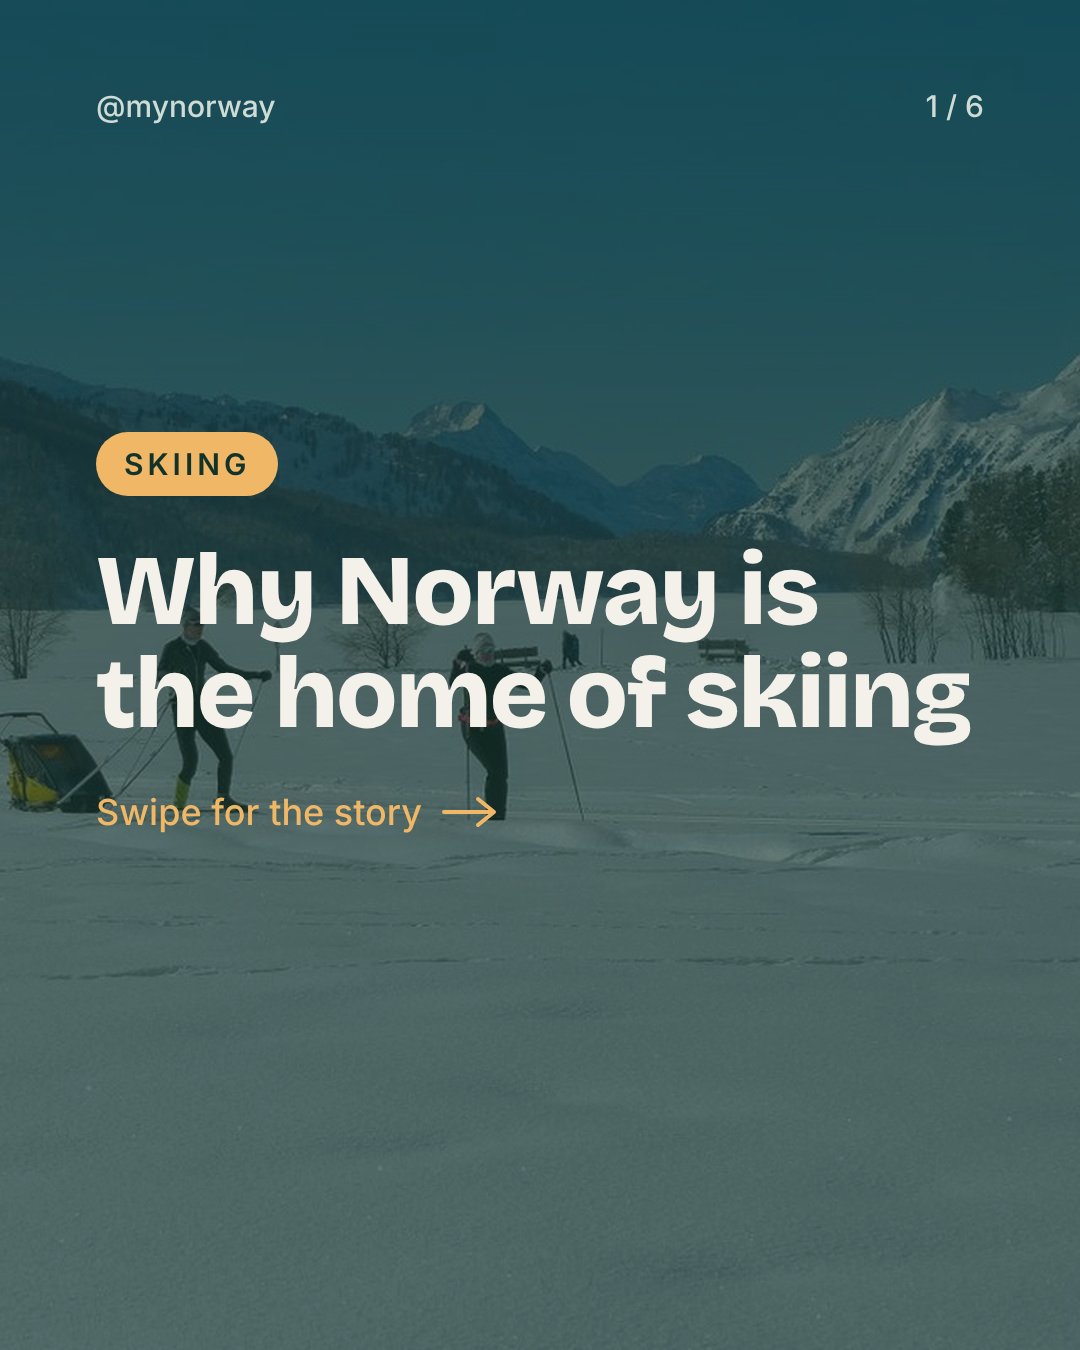 @mynorway
1 / 6
SKIING
Why Norway is
the home of skiing
Swipe for the story →